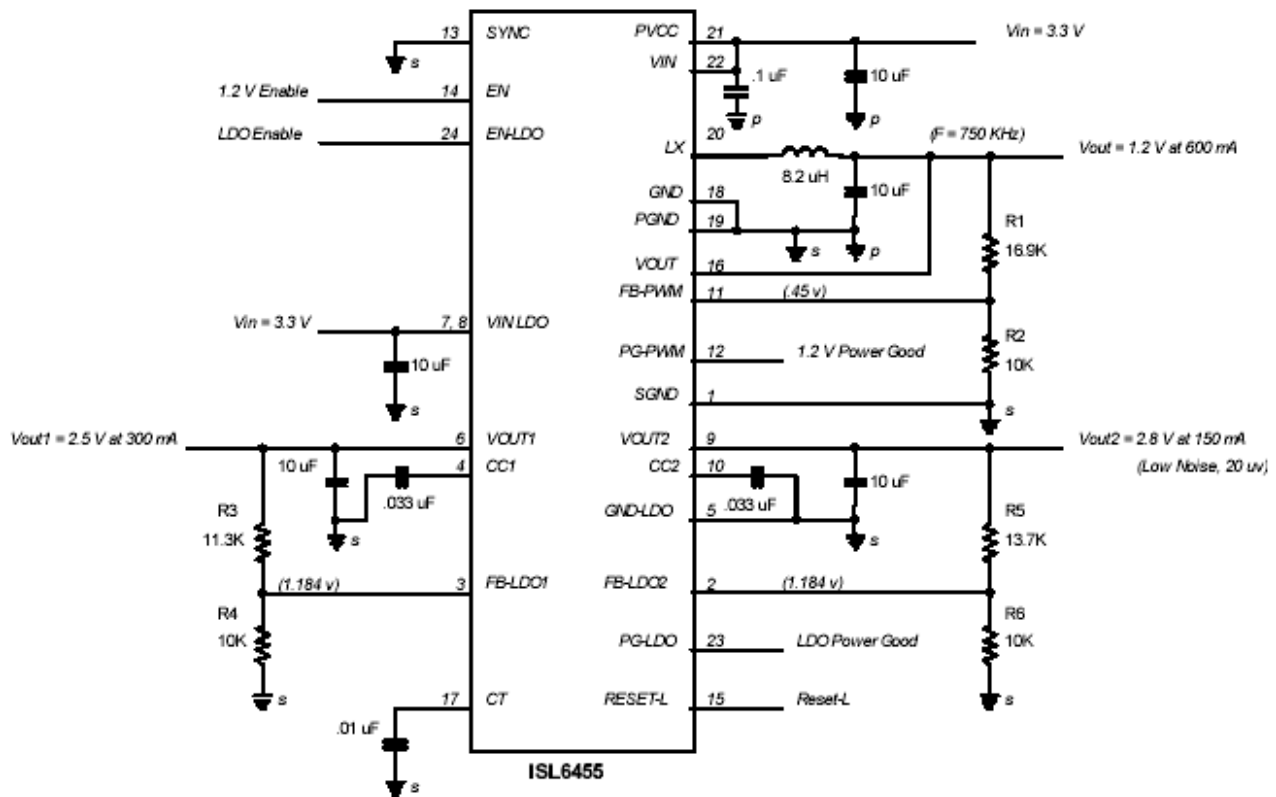 13 SYNC PVCC 21 Vin = 3.3 V
s
VIN 22 .1 uF 10 uF
1.2 V Enable 14 EN
p p
LDO Enable 24 EN-LDO
20 (F = 750 KHz)
LX Vout = 1.2 V at 600 mA
8.2 uH 10 uF
GND 18
PGND 19
s p
R1
16.9K
VOUT 16
FB-PWM 11 (.45 v)
Vin = 3.3 V 7, 8 VIN LDO
R2
10K
PG-PWM 12 1.2 V Power Good
10 uF
s
SGND 1
s
Vout1 = 2.5 V at 300 mA 6 VOUT1 VOUT2 9 Vout2 = 2.8 V at 150 mA
(Low Noise, 20 uv)
10 uF 4 CC1 CC2 10 10 uF
.033 uF .033 uF
GND-LDO 5
s s
R3
11.3K
R5
13.7K
(1.184 v) 3 FB-LDO1 FB-LDO2 2 (1.184 v)
R4
10K
R6
10K
PG-LDO 23 LDO Power Good
s s
17 CT RESET-L 15 Reset-L
.01 uF
s
ISL6455